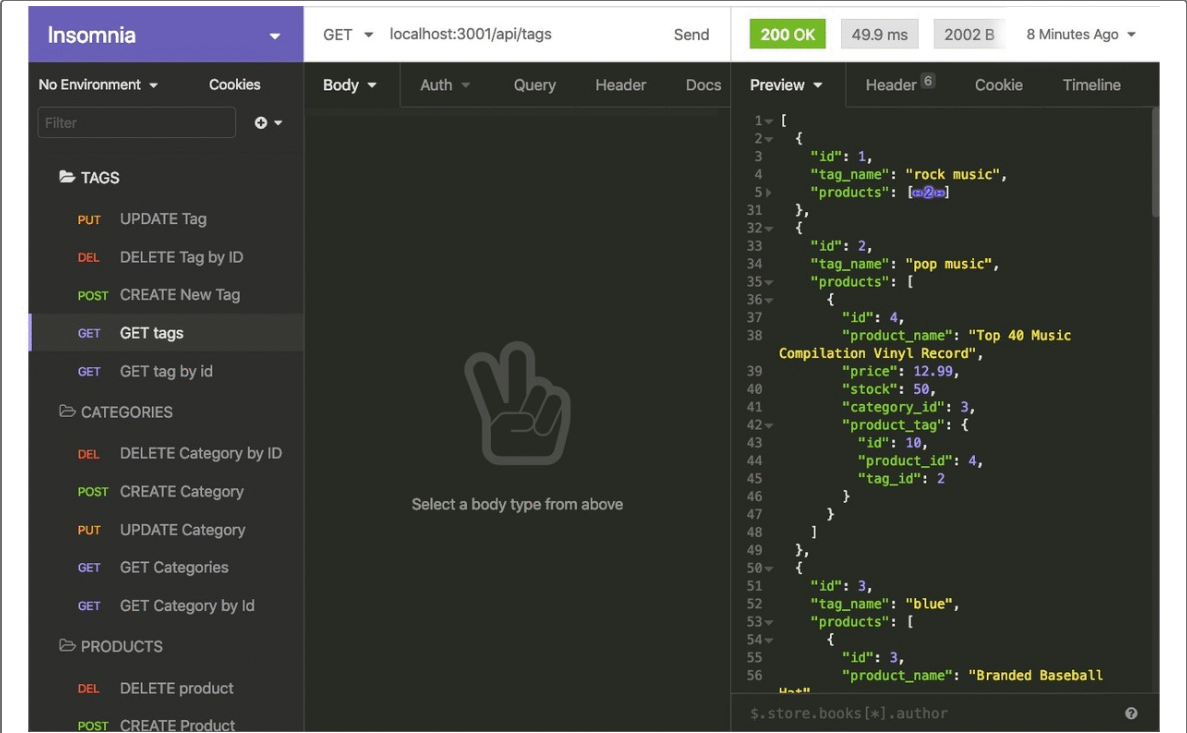 Insomnia
No Environment Cookies
Filter
TAGS
PUT UPDATE Tag
DEL DELETE Tag by ID
POST CREATE New Tag
GET GET tags
GET GET tag by id
CATEGORIES
DEL DELETE Category by ID
POST CREATE Category
PUT UPDATE Category
GET GET Categories
GET GET Category by Id
PRODUCTS
DEL DELETE product
POST CREATE Product
GET localhost:3001/api/tags Send
Body Auth Query Header Docs
Select a body type from above
200 OK 49.9 ms 2002 B 8 Minutes Ago
Preview Header 6 Cookie Timeline
1 [
2 {
3 "id": 1,
4 "tag_name": "rock music",
5 "products": [↔2↔]
31 },
32 {
33 "id": 2,
34 "tag_name": "pop music",
35 "products": [
36 {
37 "id": 4,
38 "product_name": "Top 40 Music
Compilation Vinyl Record",
39 "price": 12.99,
40 "stock": 50,
41 "category_id": 3,
42 "product_tag": {
43 "id": 10,
44 "product_id": 4,
45 "tag_id": 2
46 }
47 }
48 ]
49 },
50 {
51 "id": 3,
52 "tag_name": "blue",
53 "products": [
54 {
55 "id": 3,
56 "product_name": "Branded Baseball
Hat"
$.store.books[*].author